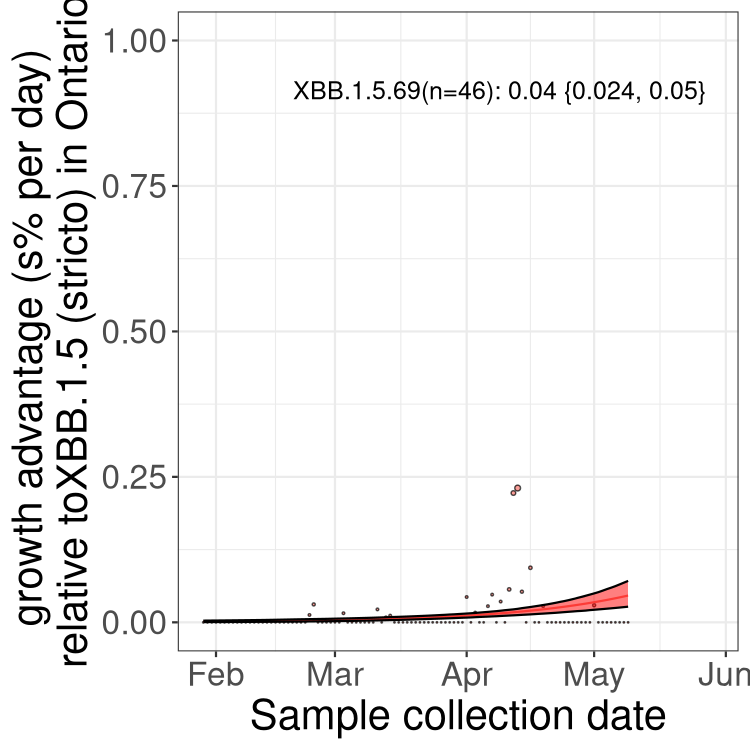 growth advantage (s% per day)
relative toXBB.1.5 (stricto) in Ontario
1.00
0.75
0.50
0.25
0.00
XBB.1.5.69(n=46): 0.04 {0.024, 0.05}
Feb Mar Apr May Jun
Sample collection date